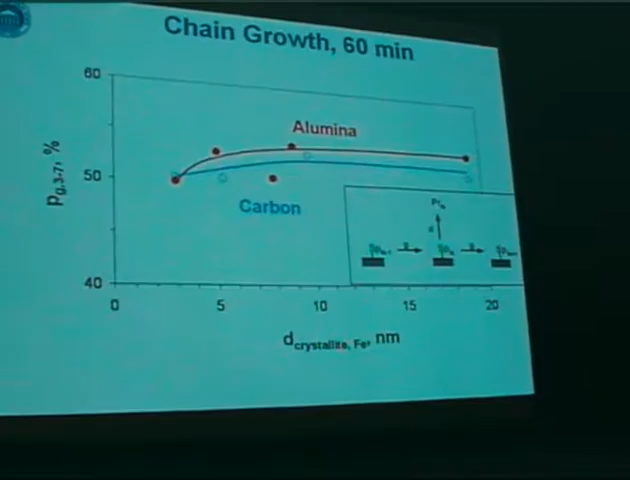 Chain Growth, 60 min
60
Alumina
50
Pg,3-7, %
Carbon
40
0 5 10 15 20
dcrystallite, Fe, nm